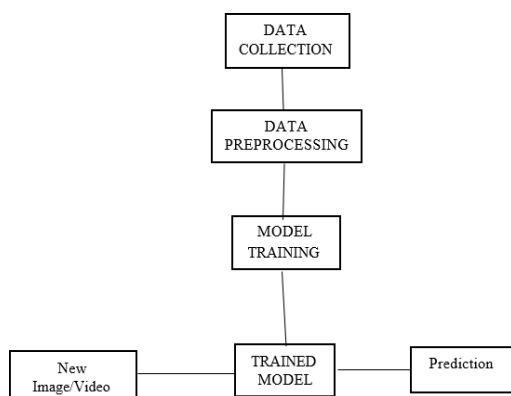 DATA
COLLECTION
DATA
PREPROCESSING
MODEL
TRAINING
New
Image/Video
TRAINED
MODEL
Prediction